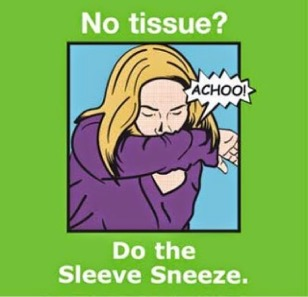 No tissue?
ACHOO!
Do the
Sleeve Sneeze.